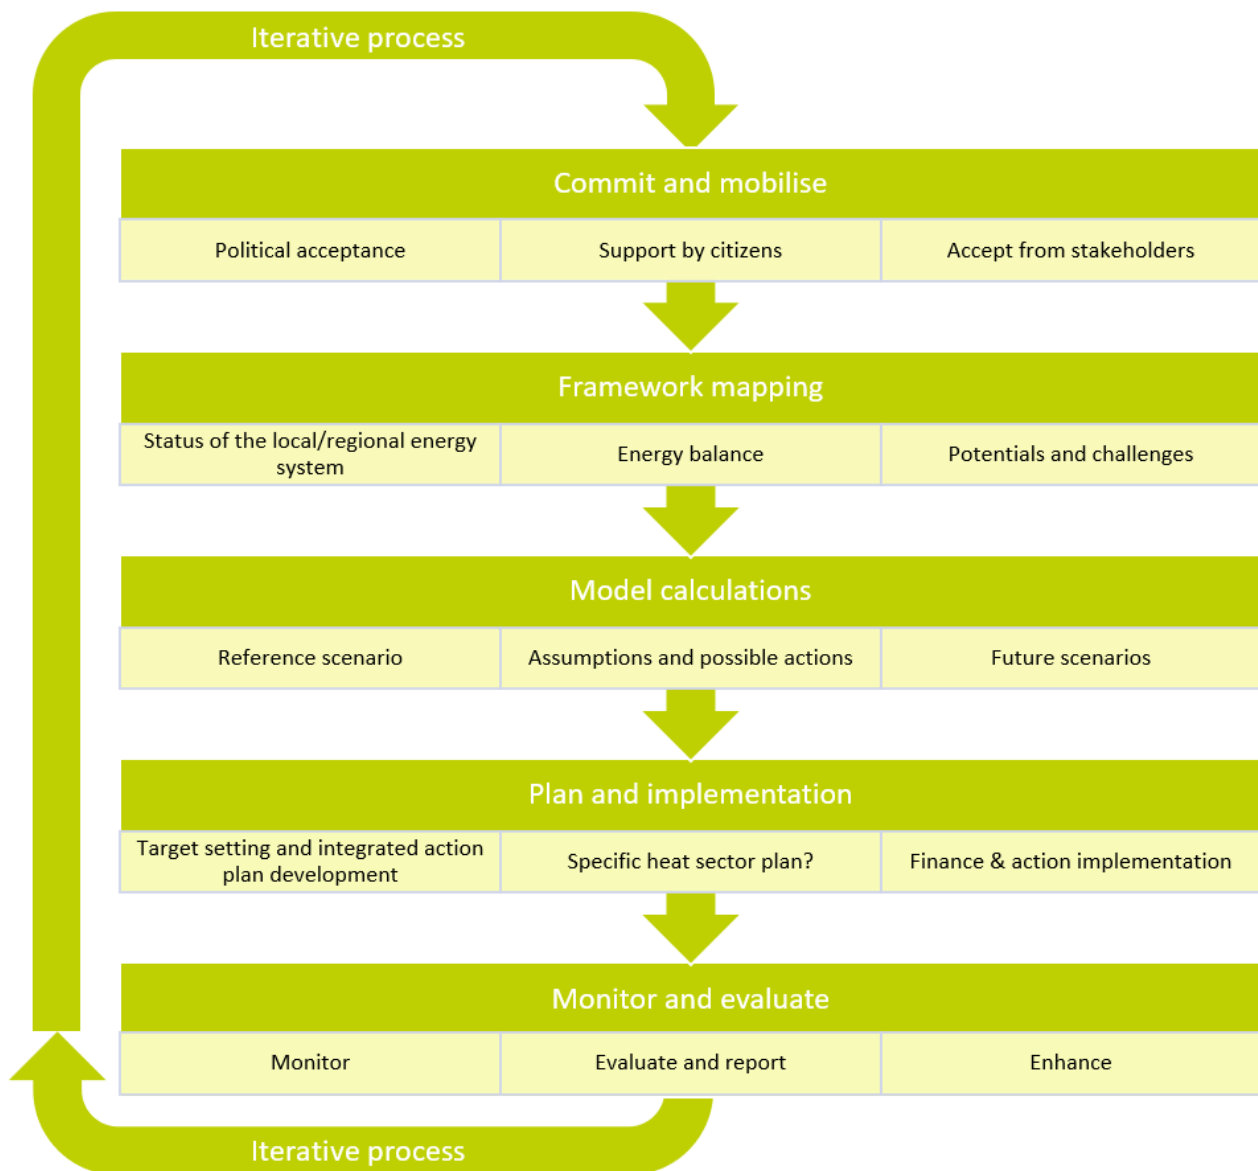 Iterative process
Commit and mobilise
Political acceptance
Support by citizens
Accept from stakeholders
Framework mapping
Status of the local/regional energy
system
Energy balance
Potentials and challenges
Model calculations
Reference scenario
Assumptions and possible actions
Future scenarios
Plan and implementation
Target setting and integrated action
plan development
Specific heat sector plan?
Finance & action implementation
Monitor and evaluate
Monitor
Evaluate and report
Enhance
Iterative process